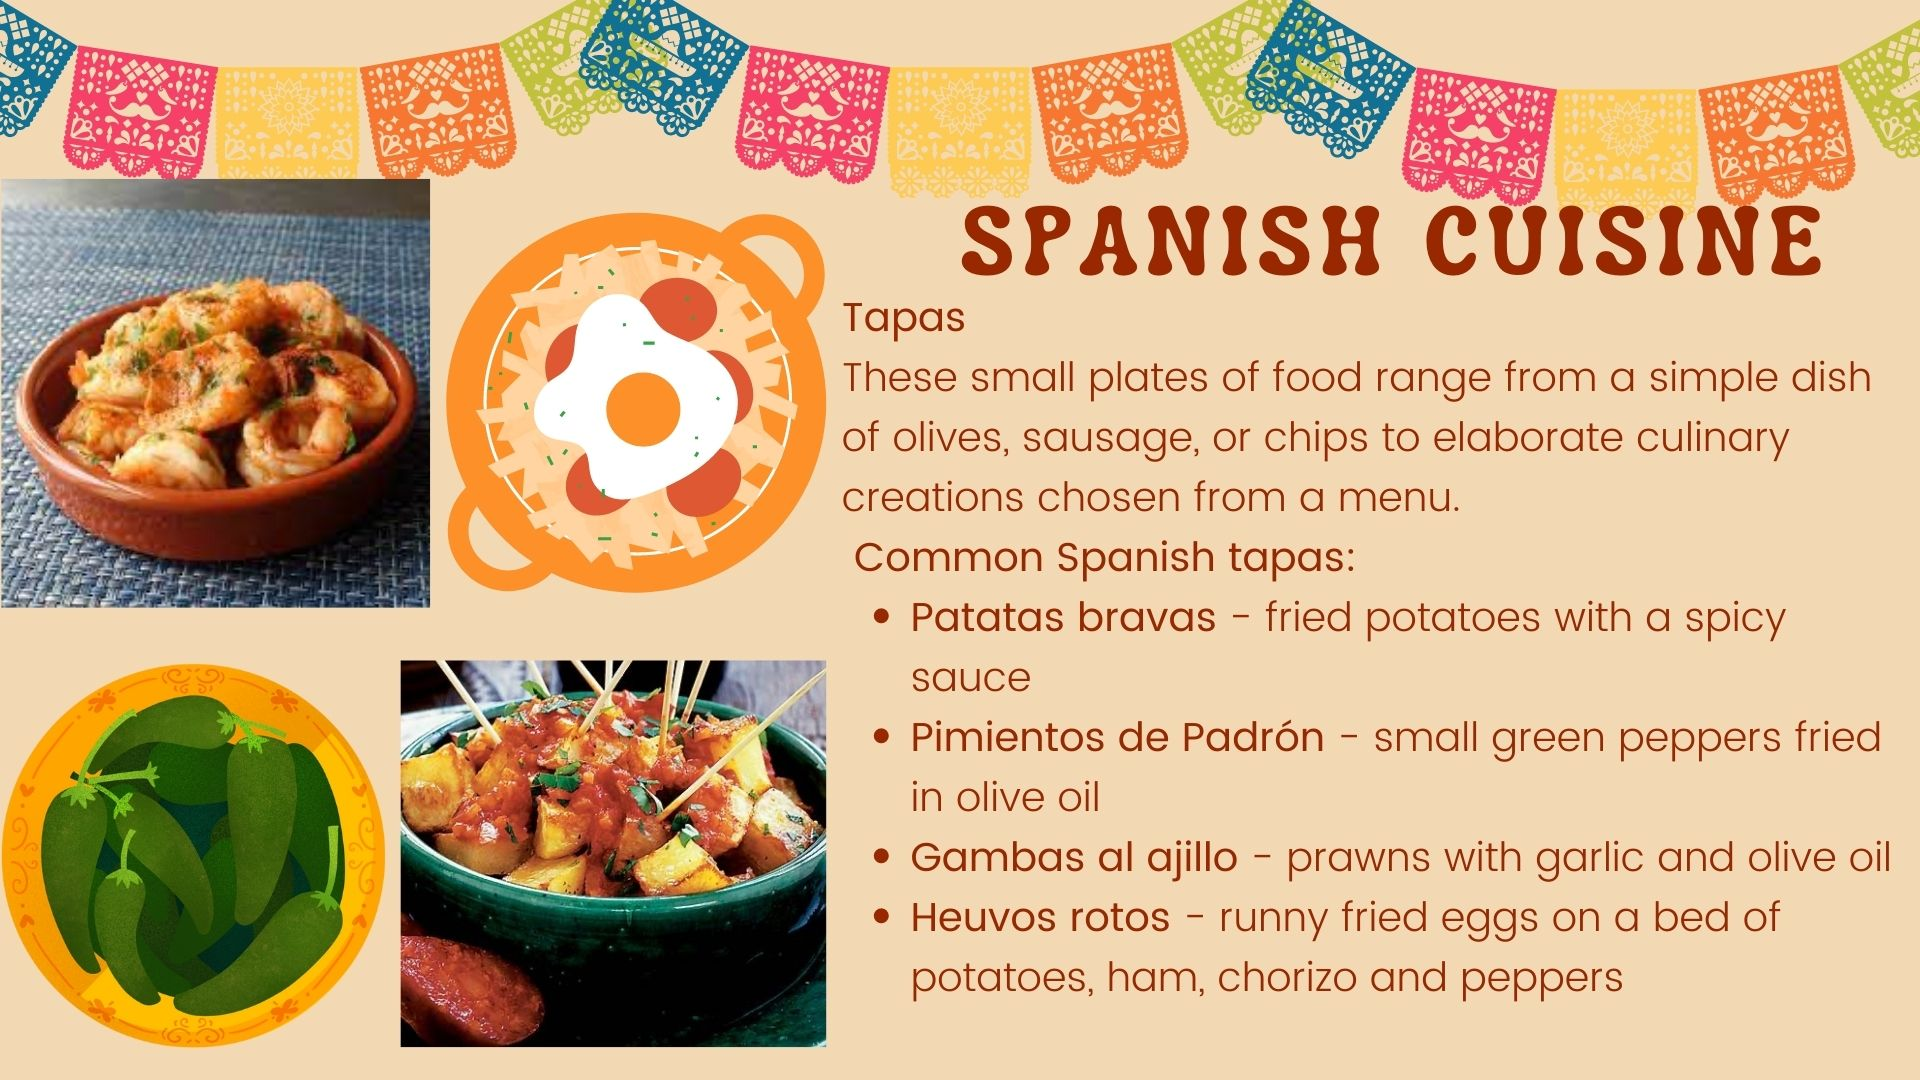 SPANISH CUISINE
Tapas
These small plates of food range from a simple dish
of olives, sausage, or chips to elaborate culinary
creations chosen from a menu.
Common Spanish tapas:
• Patatas bravas - fried potatoes with a spicy
sauce
• Pimientos de Padrón - small green peppers fried
in olive oil
• Gambas al ajillo - prawns with garlic and olive oil
• Heuvos rotos - runny fried eggs on a bed of
potatoes, ham, chorizo and peppers